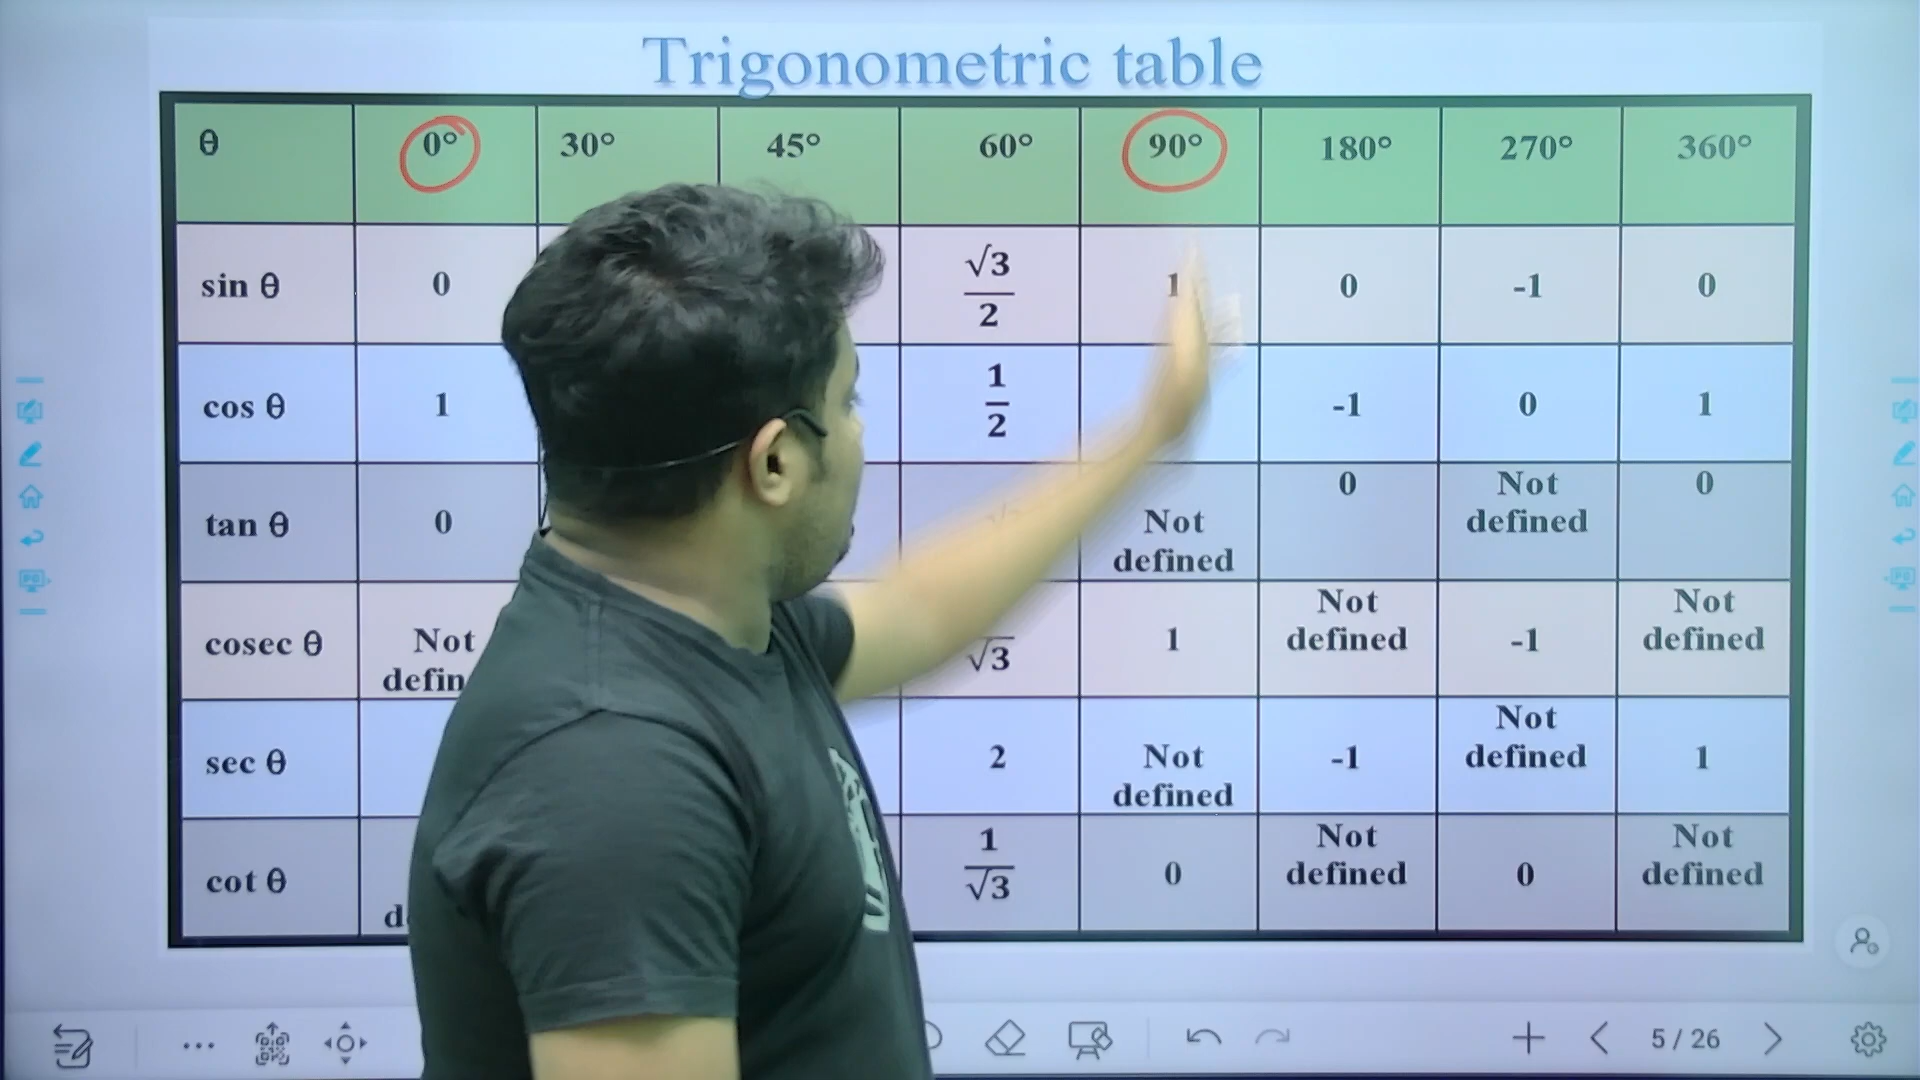 Trigonometric table
θ 0° 30° 45° 60° 90° 180° 270° 360°
sin θ 0 √3/2 1 0 -1 0
cos θ 1 1/2 -1 0 1
tan θ 0 Not defined 0 Not defined 0
cosec θ Not √3 1 Not defined -1 Not defined
sec θ 2 Not defined -1 Not defined 1
cot θ 1/√3 0 Not defined 0 Not defined
5 / 26